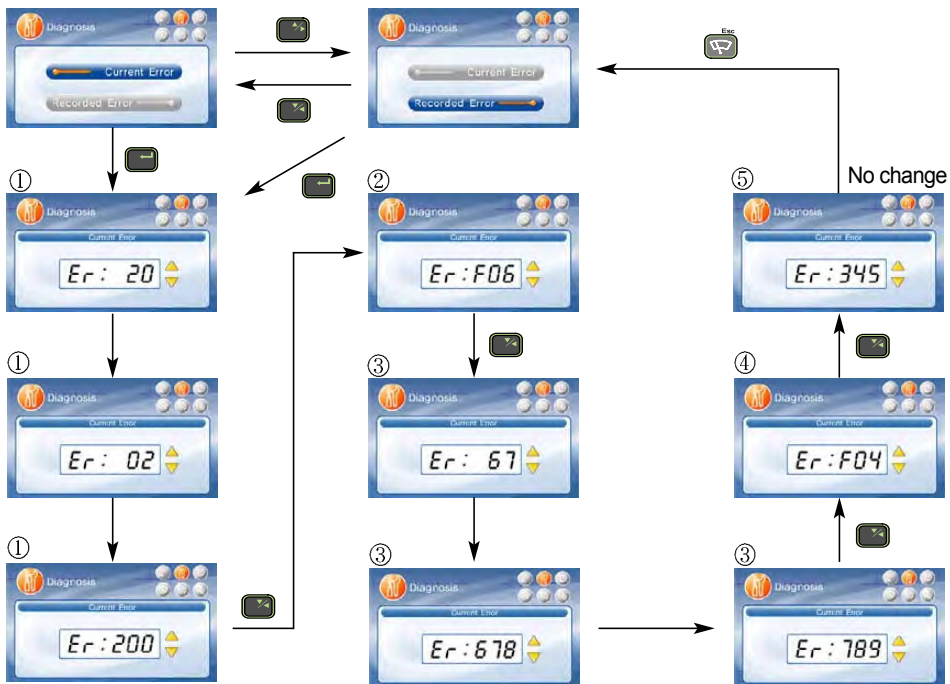 Diagnosis
Current Error
Recorded Error
Diagnosis
Current Error
Recorded Error
Esc
①
Diagnosis
Current Error
Er: 20
②
Diagnosis
Current Error
Er:F06
⑤
No change
Diagnosis
Current Error
Er:345
①
Diagnosis
Current Error
Er: 02
③
Diagnosis
Current Error
Er: 67
④
Diagnosis
Current Error
Er:F04
①
Diagnosis
Current Error
Er:200
③
Diagnosis
Current Error
Er:678
③
Diagnosis
Current Error
Er:789